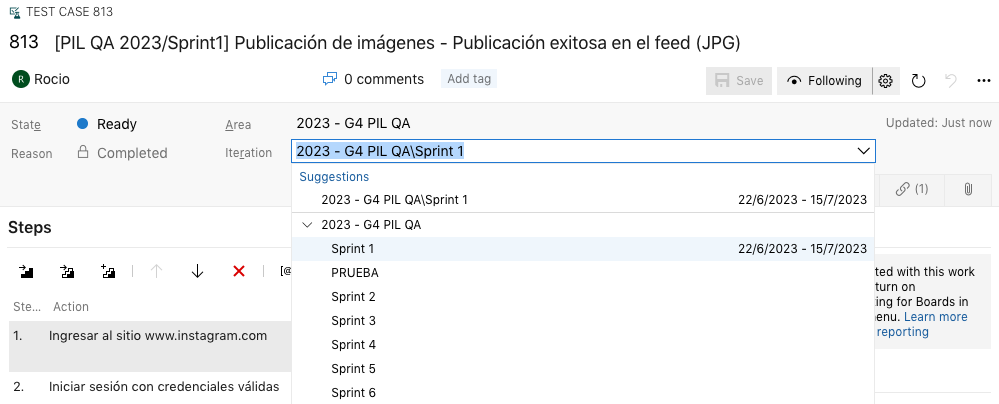 TEST CASE 813
813 [PIL QA 2023/Sprint1] Publicación de imágenes - Publicación exitosa en el feed (JPG)
R Rocio 0 comments Add tag Save Following
State Ready Area 2023 - G4 PIL QA Updated: Just now
Reason Completed Iteration 2023 - G4 PIL QA\Sprint 1
Suggestions
2023 - G4 PIL QA\Sprint 1 22/6/2023 - 15/7/2023
(1)
2023 - G4 PIL QA
Steps
Sprint 1 22/6/2023 - 15/7/2023
PRUEBA
Sprint 2
Sprint 3
Sprint 4
Sprint 5
Sprint 6
[@
ted with this work
turn on
ing for Boards in
enu. Learn more
reporting
Ste... Action
1. Ingresar al sitio www.instagram.com
2. Iniciar sesión con credenciales válidas